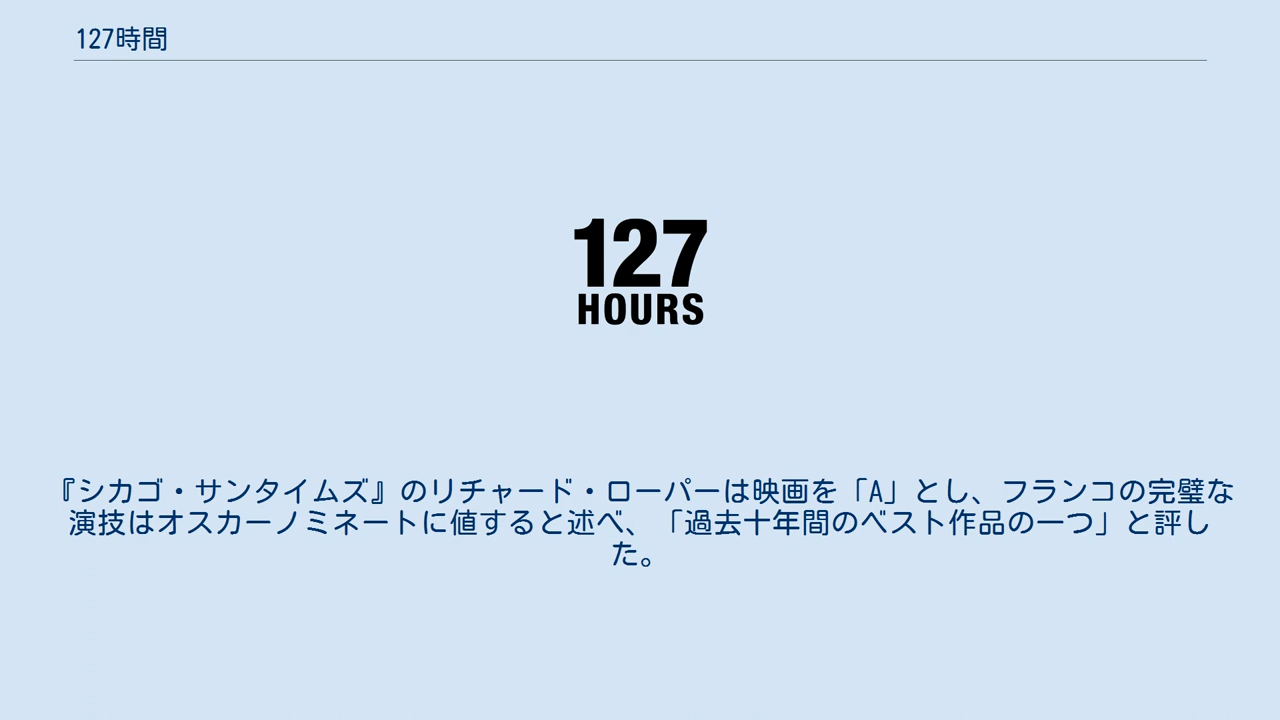 127時間
127
HOURS
『シカゴ・サンタイムズ』のリチャード・ローパーは映画を「A」とし、フランコの完璧な
演技はオスカーノミネートに値すると述べ、「過去十年間のベスト作品の一つ」と評し
た。